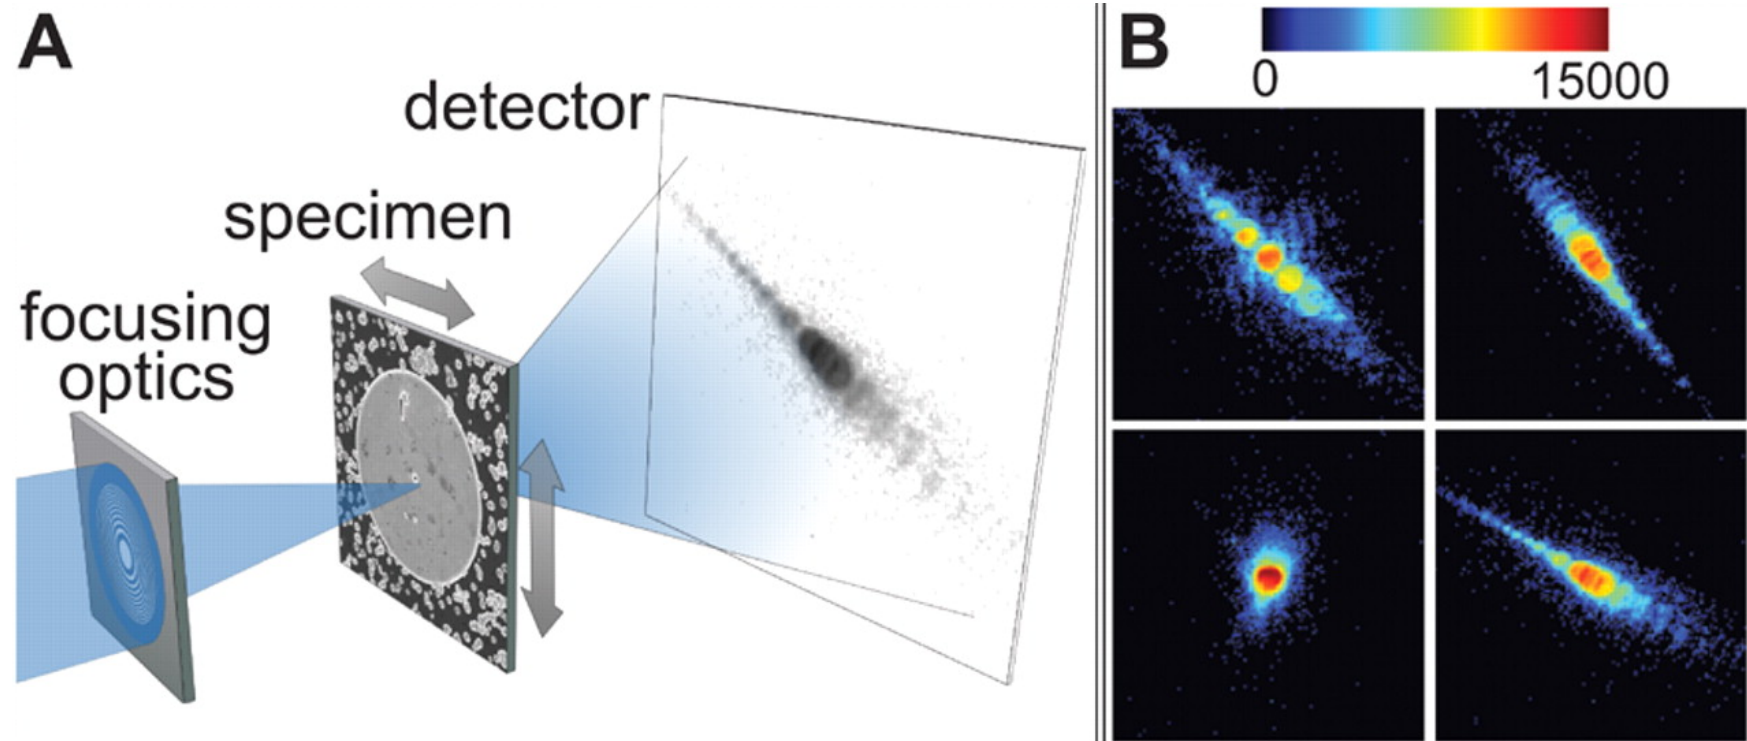 A
detector
specimen
focusing
optics
B
0
15000